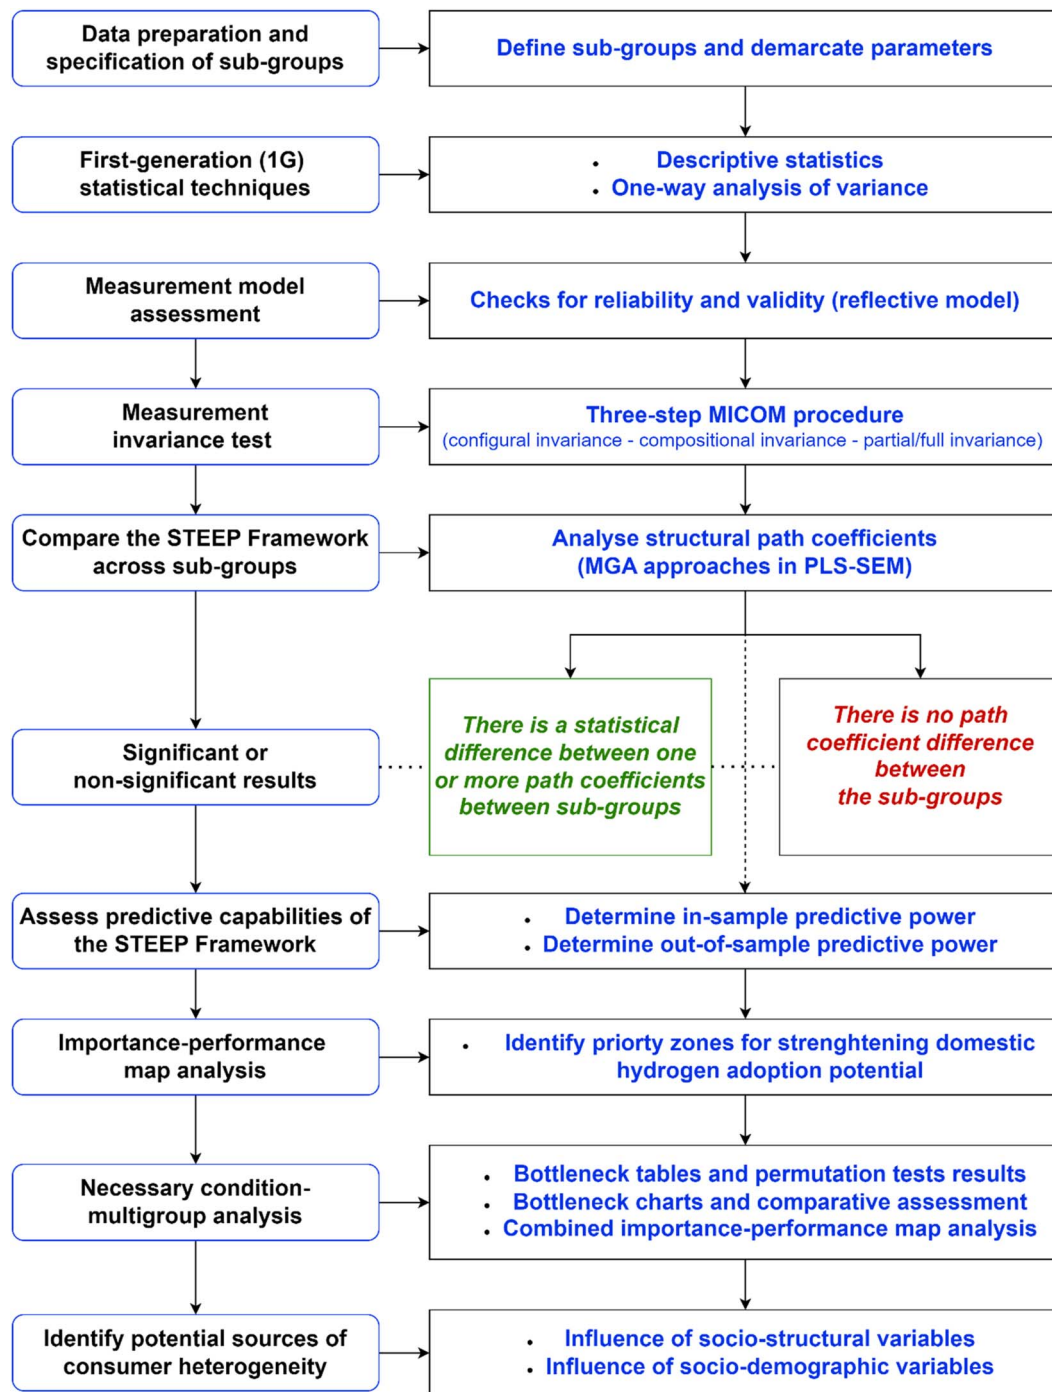 Data preparation and
specification of sub-groups
Define sub-groups and demarcate parameters
First-generation (1G)
statistical techniques
• Descriptive statistics
• One-way analysis of variance
Measurement model
assessment
Checks for reliability and validity (reflective model)
Measurement
invariance test
Three-step MICOM procedure
(configural invariance - compositional invariance - partial/full invariance)
Compare the STEEP Framework
across sub-groups
Analyse structural path coefficients
(MGA approaches in PLS-SEM)
Significant or
non-significant results
There is a statistical
difference between one
or more path coefficients
between sub-groups
There is no path
coefficient difference
between
the sub-groups
Assess predictive capabilities of
the STEEP Framework
• Determine in-sample predictive power
• Determine out-of-sample predictive power
Importance-performance
map analysis
• Identify priorty zones for strenghtening domestic
hydrogen adoption potential
Necessary condition-
multigroup analysis
• Bottleneck tables and permutation tests results
• Bottleneck charts and comparative assessment
• Combined importance-performance map analysis
Identify potential sources of
consumer heterogeneity
• Influence of socio-structural variables
• Influence of socio-demographic variables